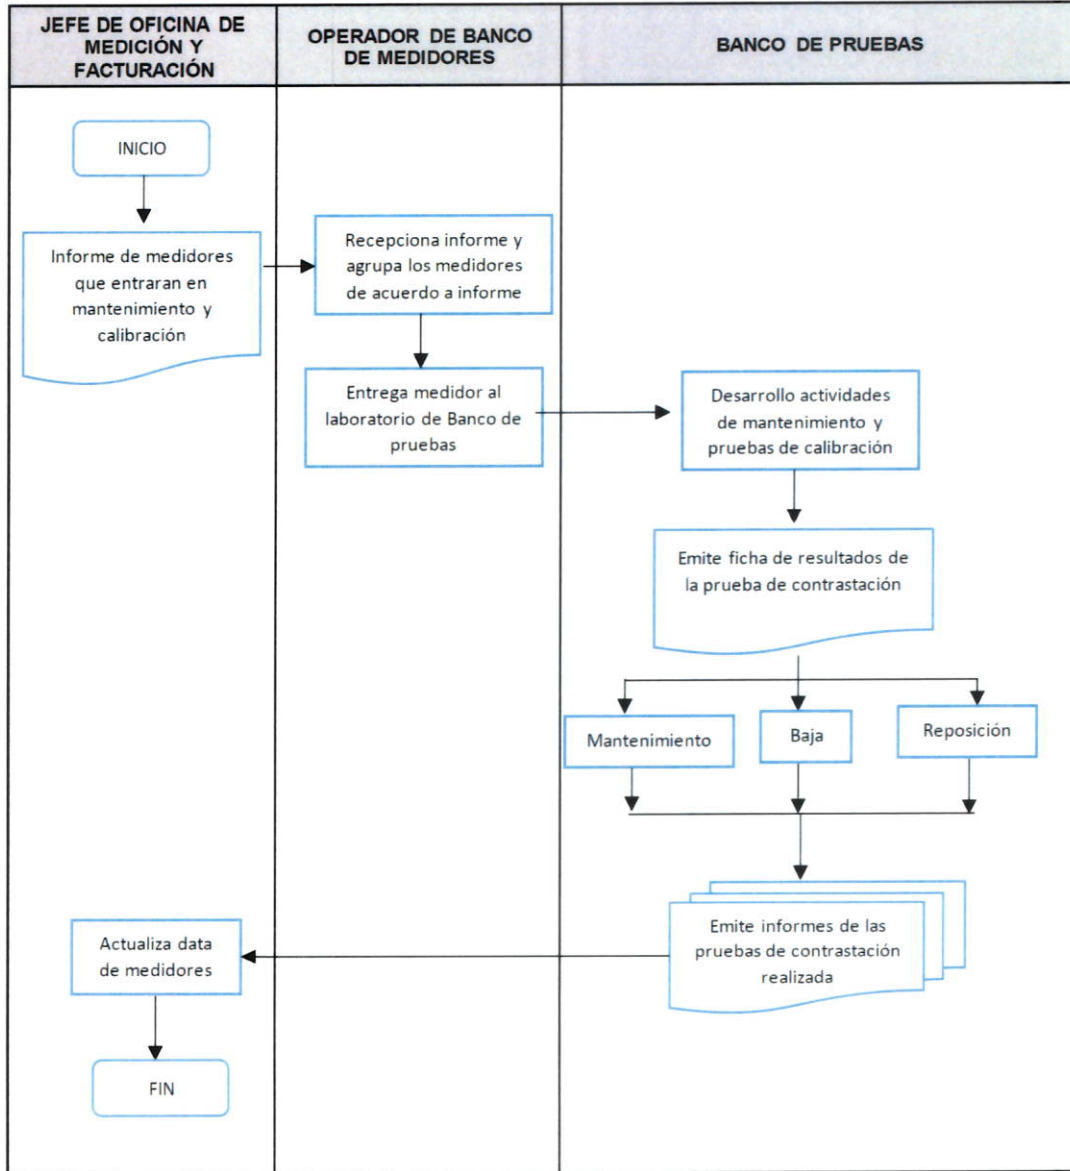 JEFE DE OFICINA DE
MEDICIÓN Y
FACTURACIÓN
OPERADOR DE BANCO
DE MEDIDORES
BANCO DE PRUEBAS
INICIO
Informe de medidores
que entraran en
mantenimiento y
calibración
Recepciona informe y
agrupa los medidores
de acuerdo a informe
Entrega medidor al
laboratorio de Banco de
pruebas
Desarrollo actividades
de mantenimiento y
pruebas de calibración
Emite ficha de resultados de
la prueba de contrastación
Mantenimiento
Baja
Reposición
Emite informes de las
pruebas de contrastación
realizada
Actualiza data
de medidores
FIN